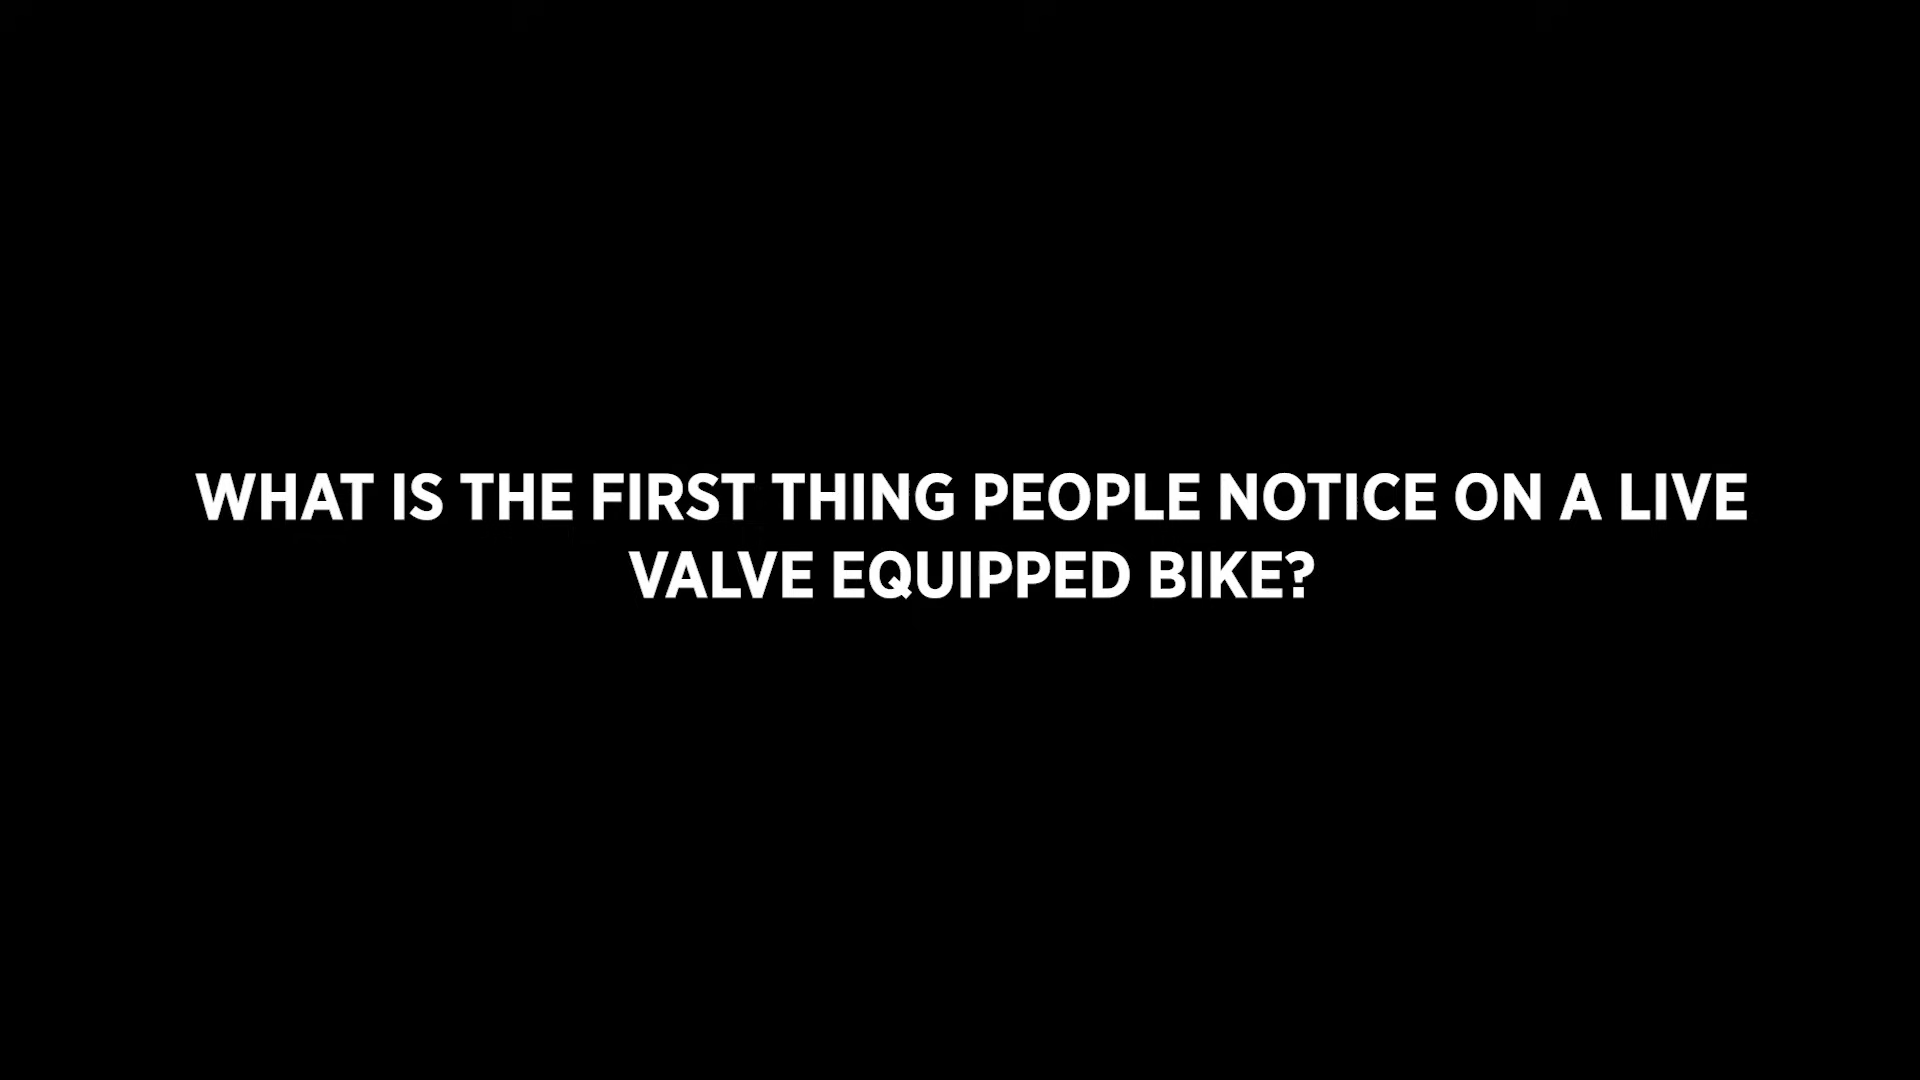 WHAT IS THE FIRST THING PEOPLE NOTICE ON A LIVE
VALVE EQUIPPED BIKE?